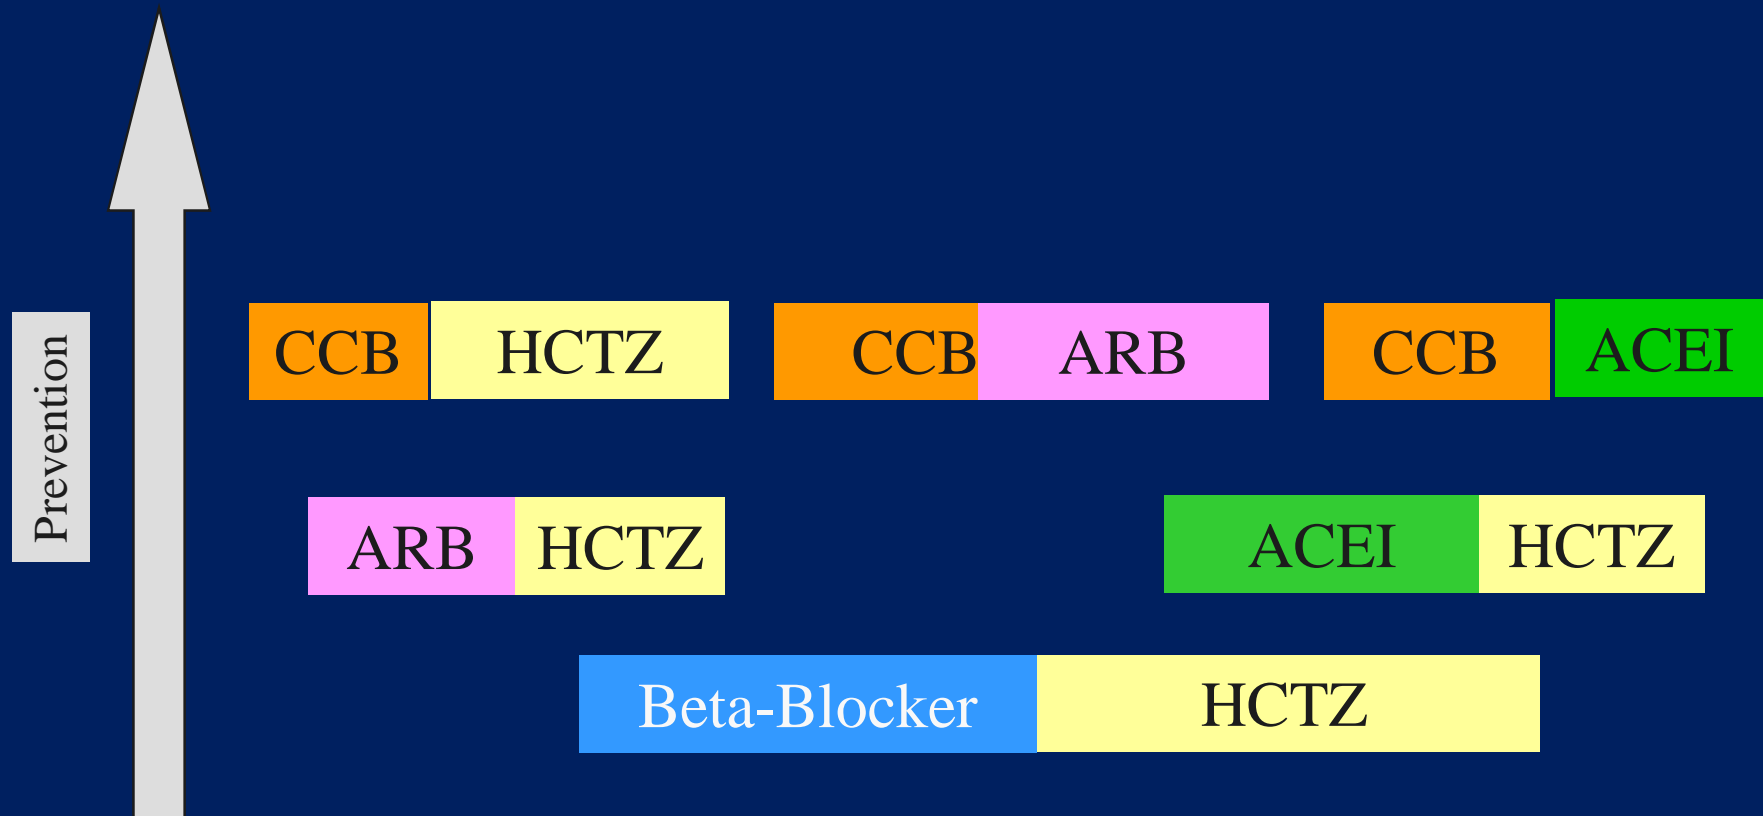 Prevention
CCB HCTZ CCB ARB CCB ACEI
ARB HCTZ ACEI HCTZ
Beta-Blocker HCTZ